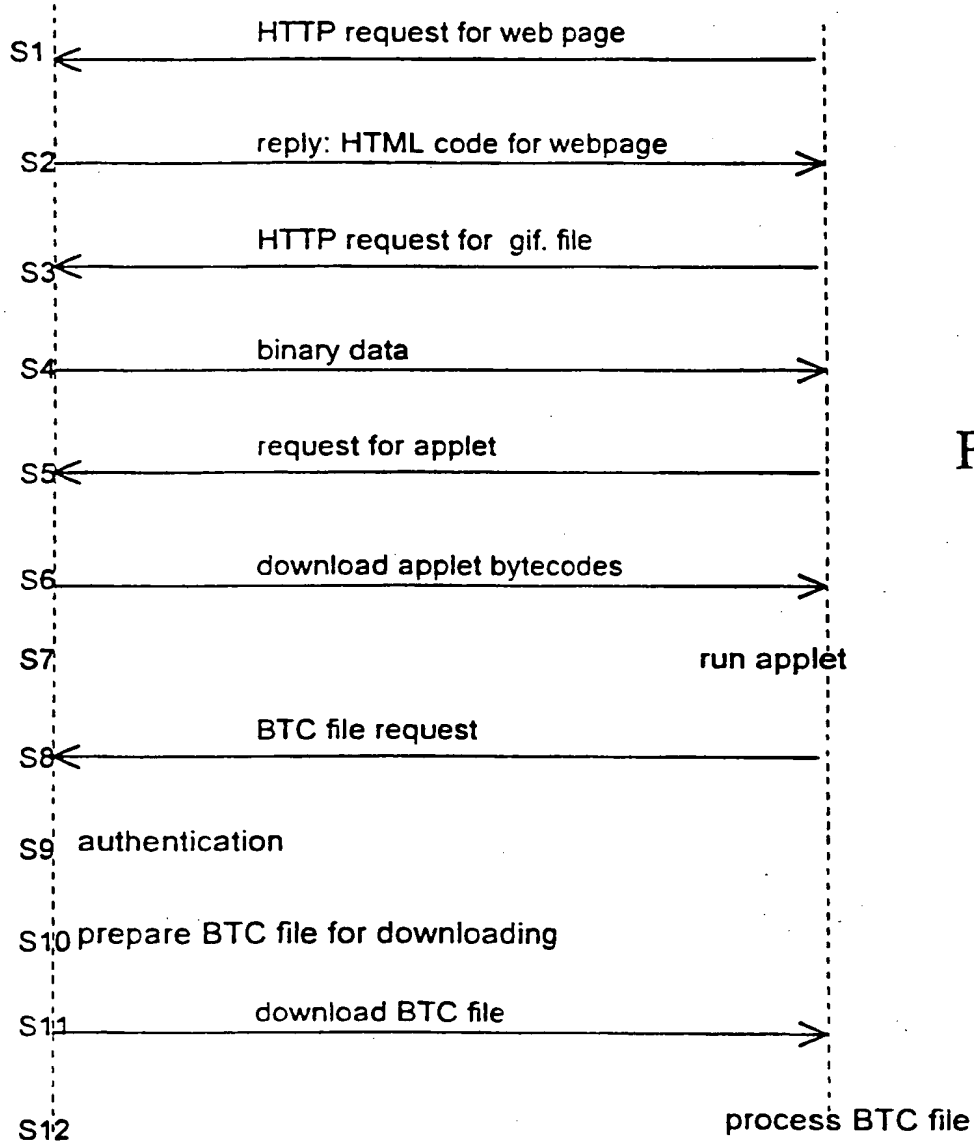 HTTP request for web page
S1
reply: HTML code for webpage
S2
HTTP request for gif. file
S3
binary data
S4
request for applet
S5
F
download applet bytecodes
S6
S7 run applet
BTC file request
S8
S9 authentication
S10 prepare BTC file for downloading
download BTC file
S11
S12 process BTC file